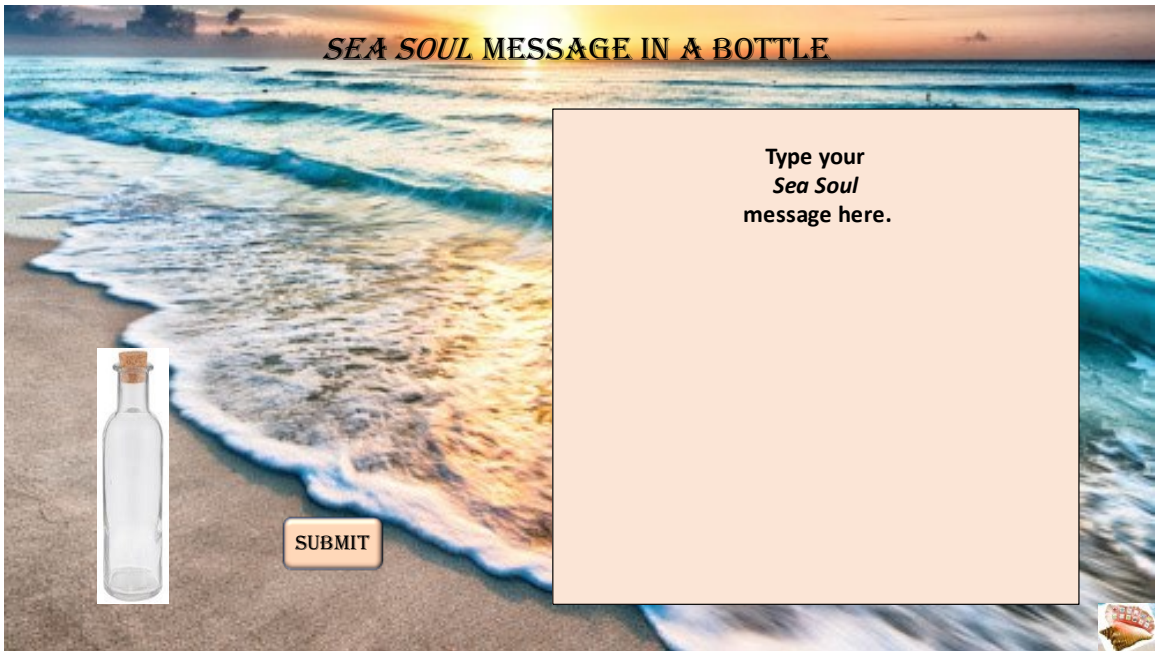 SEA SOUL MESSAGE IN A BOTTLE
Type your
Sea Soul
message here.
SUBMIT